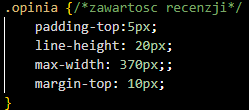 .opinia {/*zawartosc recenzji*/
padding-top:5px;
line-height: 20px;
max-width: 370px;;
margin-top: 10px;
}